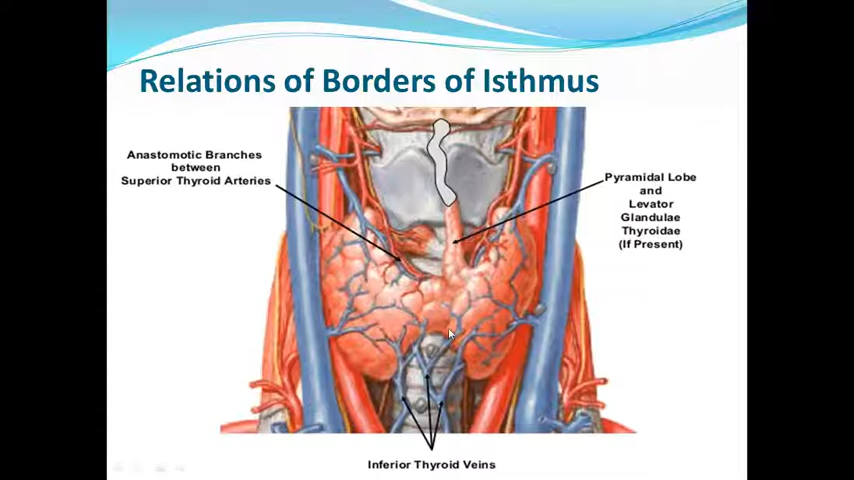 Relations of Borders of Isthmus
Anastomotic Branches
between
Superior Thyroid Arteries
Pyramidal Lobe
and
Levator
Glandulae
Thyroidae
(If Present)
Inferior Thyroid Veins